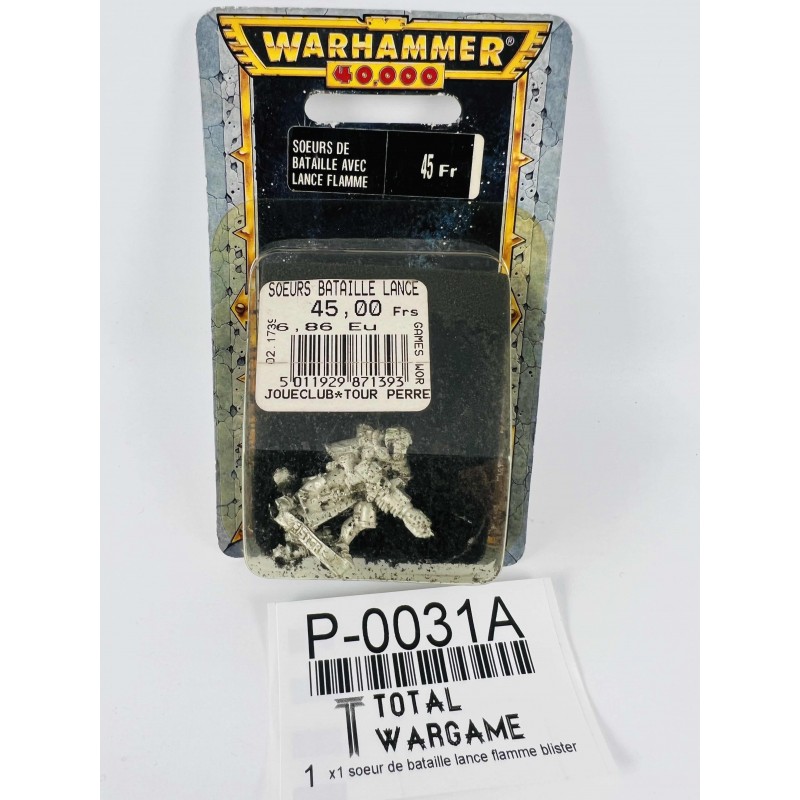 WARHAMMER®
40,000
SOEURS DE
BATAILLE AVEC
LANCE FLAMME
45 Fr
SOEURS BATAILLE LANCE
45,00 Frs
6,86 Eu
02.1739
GAMES WOR
5 011929 871393
JOUECLUB*TOUR PERRE
P-0031A
TOTAL
WARGAME
1 x1 soeur de bataille lance flamme blister